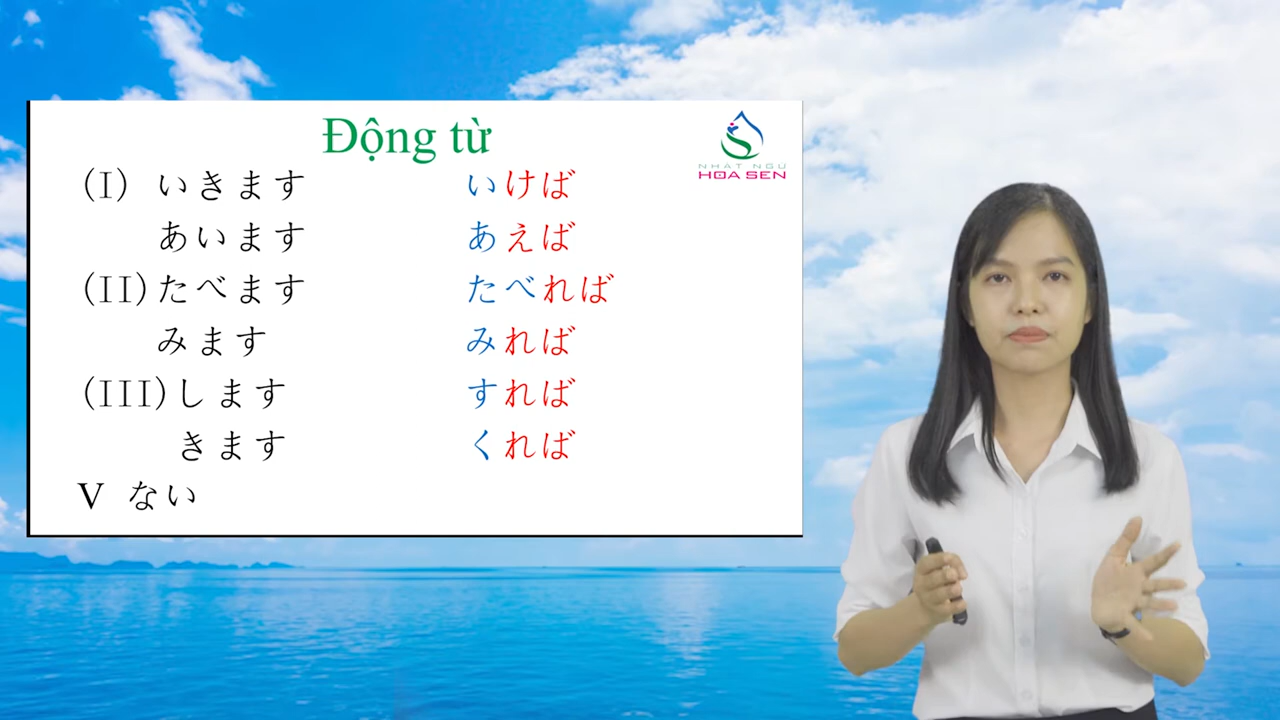 Động từ
NHẬT NGỮ
HOA SEN
(I) いきます いけば
あいます あえば
(II) たべます たべれば
みます みれば
(III) します すれば
きます くれば
V ない